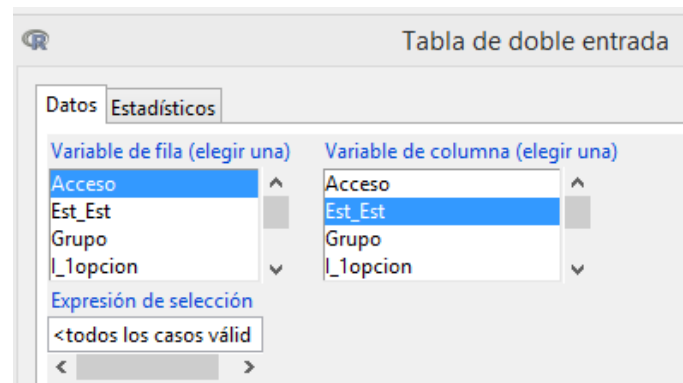 Tabla de doble entrada
Datos Estadísticos
Variable de fila (elegir una) Variable de columna (elegir una)
Acceso Acceso
Est_Est Est_Est
Grupo Grupo
I_1opcion I_1opcion
Expresión de selección
<todos los casos válid